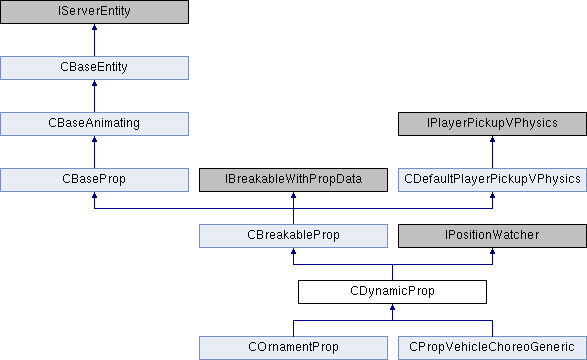 IServerEntity
CBaseEntity
CBaseAnimating
IPlayerPickupVPhysics
CBaseProp
IBreakableWithPropData
CDefaultPlayerPickupVPhysics
CBreakableProp
IPositionWatcher
CDynamicProp
COrnamentProp
CPropVehicleChoreoGeneric